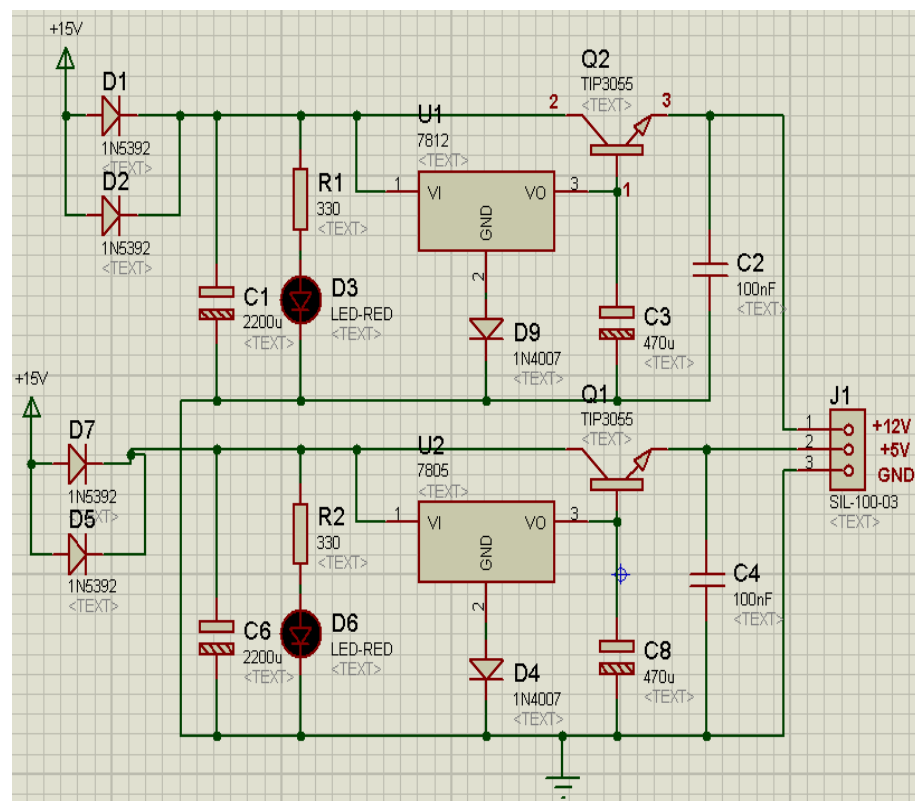 +15V
D1
1N5392
<TEXT>
D2
1N5392
<TEXT>
C1
2200u
<TEXT>
R1
330
<TEXT>
D3
LED-RED
<TEXT>
U1
7812
<TEXT>
1
VI
VO
3
GND
2
D9
1N4007
<TEXT>
Q2
TIP3055
<TEXT>
2
3
1
C3
470u
<TEXT>
C2
100nF
<TEXT>
+15V
D7
1N5392
<TEXT>
D5
1N5392
<TEXT>
C6
2200u
<TEXT>
R2
330
<TEXT>
D6
LED-RED
<TEXT>
U2
7805
<TEXT>
1
VI
VO
3
GND
2
D4
1N4007
<TEXT>
Q1
TIP3055
<TEXT>
C8
470u
<TEXT>
C4
100nF
<TEXT>
J1
1
+12V
2
+5V
3
GND
SIL-100-03
<TEXT>